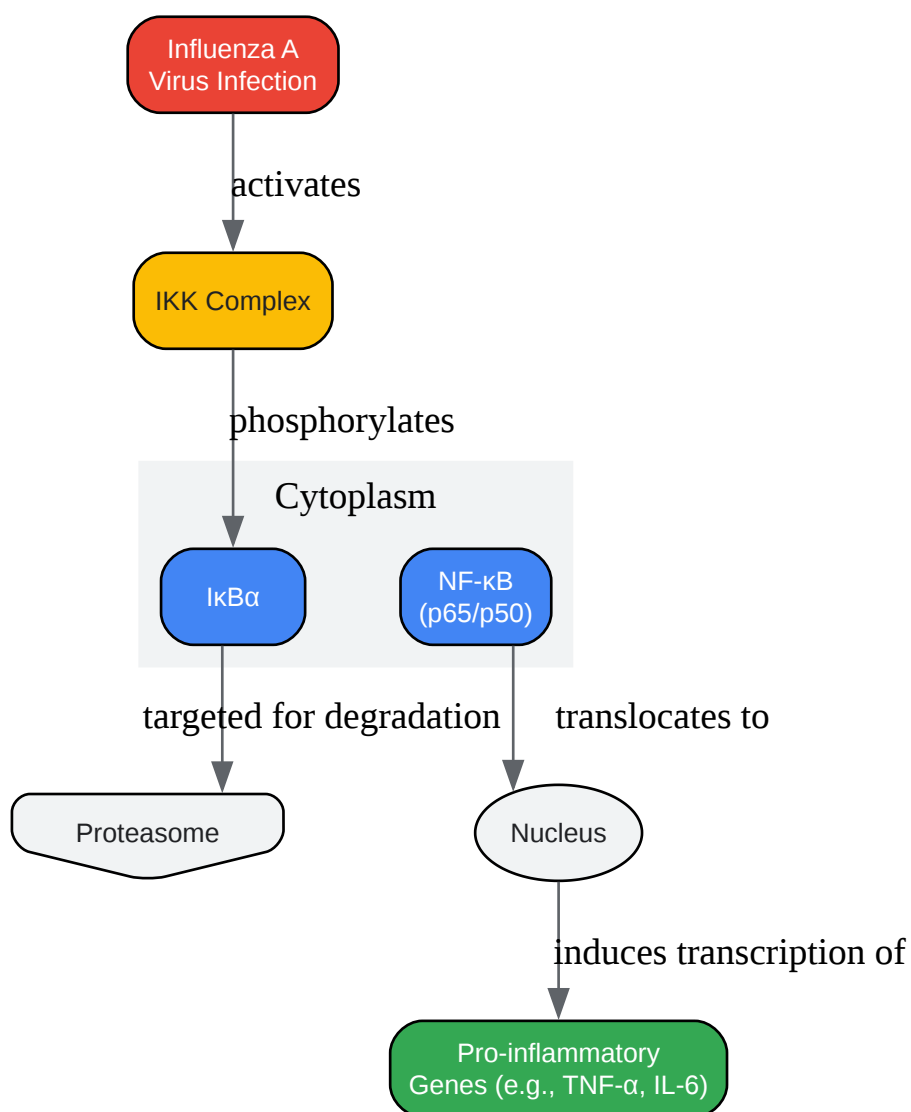 Influenza A
Virus Infection
activates
IKK Complex
phosphorylates
Cytoplasm
IκBα
NF-κB
(p65/p50)
targeted for degradation
translocates to
Proteasome
Nucleus
induces transcription of
Pro-inflammatory
Genes (e.g., TNF-α, IL-6)